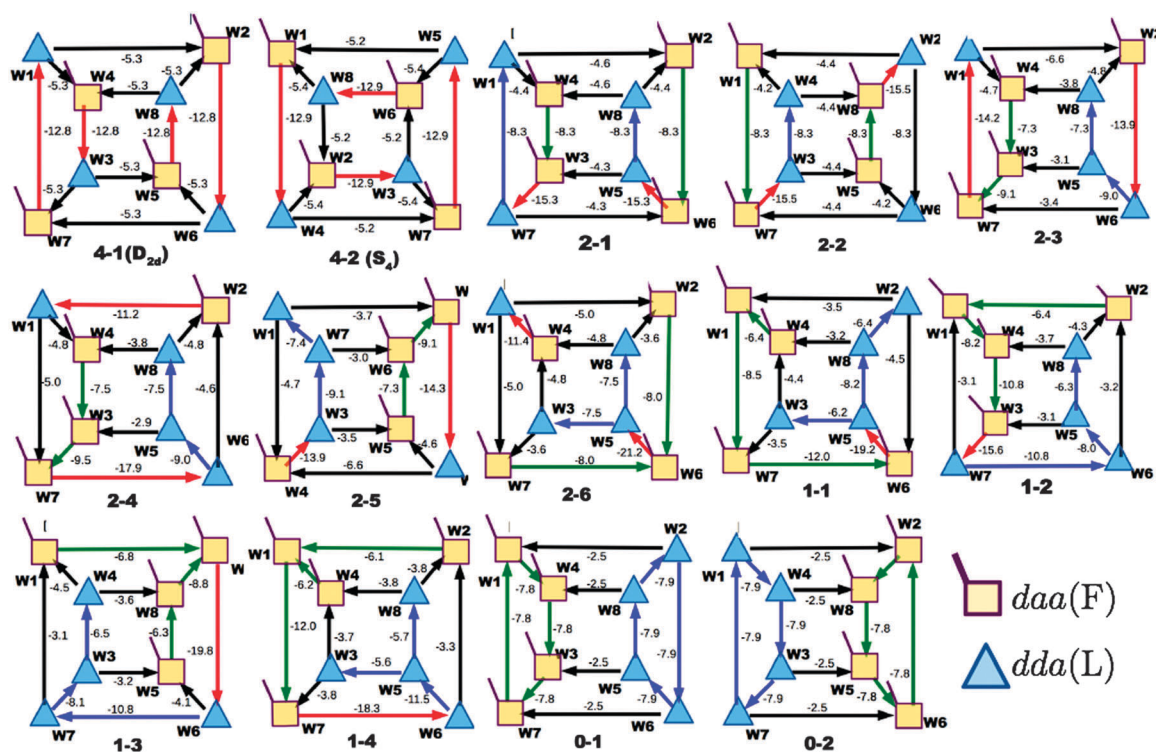 W1
-5.3
W2
W4
-5.3
-5.3
-5.3
-5.3
W8
-12.8
-12.8
-12.8
-12.8
W3
-5.3
W5
-5.3
-5.3
W7
-5.3
W6
4-1(D2d)
W1
-5.2
W5
W8
-5.4
-5.4
-12.9
W6
-12.9
-5.2
-5.2
-12.9
W2
-12.9
W3
-5.4
-5.4
W4
-5.2
W7
4-2 (S4)
W2
-4.6
W4
-4.4
-4.6
-4.4
W8
-8.3
-8.3
-8.3
-8.3
W3
-4.3
W5
-15.3
-15.3
W7
-4.3
W6
2-1
W2
-4.4
W1
W4
-4.2
-4.4
-15.5
W8
-8.3
-8.3
-8.3
-8.3
W3
-4.4
W5
-15.5
-4.2
W7
-4.4
W6
2-2
W2
-6.6
W1
W4
-4.7
-3.8
-4.8
W8
-14.2
-7.3
-7.3
-13.9
W3
-3.1
W5
-9.1
-9.0
W7
-3.4
W6
2-3
W2
-11.2
W1
W4
-4.8
-3.8
-4.8
W8
-5.0
-7.5
-7.5
-4.6
W3
-2.9
W5
W6
-9.5
-9.0
W7
-17.9
2-4
W
-3.7
W1
W7
-7.4
-3.0
-9.1
W6
-4.7
-9.1
-7.3
-14.3
W3
-3.5
W5
-4.6
-13.9
-6.6
W4
W
2-5
W2
-5.0
W1
W4
-11.4
-4.8
-3.6
W8
-5.0
-4.8
-7.5
-8.0
W3
-7.5
W5
-3.6
-21.2
W7
-8.0
W6
2-6
W2
-3.5
W1
W4
-6.4
-3.2
-6.4
W8
-8.5
-4.4
-8.2
-4.5
W3
-6.2
W5
-3.5
-19.2
W7
-12.0
W6
1-1
W2
-6.4
W1
W4
-8.2
-3.7
-4.3
W8
-3.1
-10.8
-6.3
-3.2
W3
-3.1
W5
-15.6
-8.0
W7
-10.8
W6
1-2
W
-6.8
W1
W4
-4.5
-3.6
-8.8
W8
-3.1
-6.5
-6.3
-19.8
W3
-3.2
W5
-8.1
-4.1
W7
-10.8
W6
1-3
W2
-6.1
W1
W4
-6.2
-3.8
-3.8
W8
-12.0
-3.7
-5.7
-3.3
W3
-5.6
W5
-3.8
-11.5
W7
-18.3
W6
1-4
W2
-2.5
W1
W4
-7.8
-2.5
-7.9
W8
-7.8
-7.8
-7.9
-7.9
W3
-2.5
W5
-7.8
-7.9
W7
-2.5
W6
0-1
W2
-2.5
W4
-7.9
-2.5
-7.8
W8
-7.9
-7.9
-7.8
-7.8
W3
-2.5
W5
-7.9
-7.8
W7
-2.5
W6
0-2
daa(F)
dda(L)